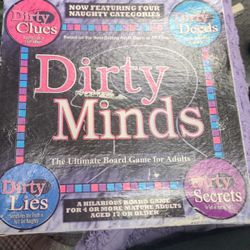 NOW FEATURING FOUR
NAUGHTY CATEGORIES
Dirty
Clues
Dirty
Deeds
Dirty
Minds
The Ultimate Board Game for Adults
Dirty
Lies
Dirty
Secrets
A HILARIOUS BOARD GAME
FOR 4 OR MORE MATURE ADULTS
AGED 17 OR OLDER